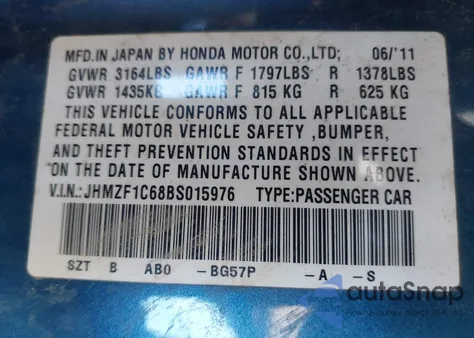 MFD.IN JAPAN BY HONDA MOTOR CO.,LTD; 06/'11
GVWR 3164LBS GAWR F 1797LBS R 1378LBS
GVWR 1435KG GAWR F 815 KG R 625 KG
THIS VEHICLE CONFORMS TO ALL APPLICABLE
FEDERAL MOTOR VEHICLE SAFETY ,BUMPER,
AND THEFT PREVENTION STANDARDS IN EFFECT
ON THE DATE OF MANUFACTURE SHOWN ABOVE.
V.I.N.: JHMZF1C68BS015976 TYPE:PASSENGER CAR
SZT B AB0 -BG57P -A -S
autoSnap